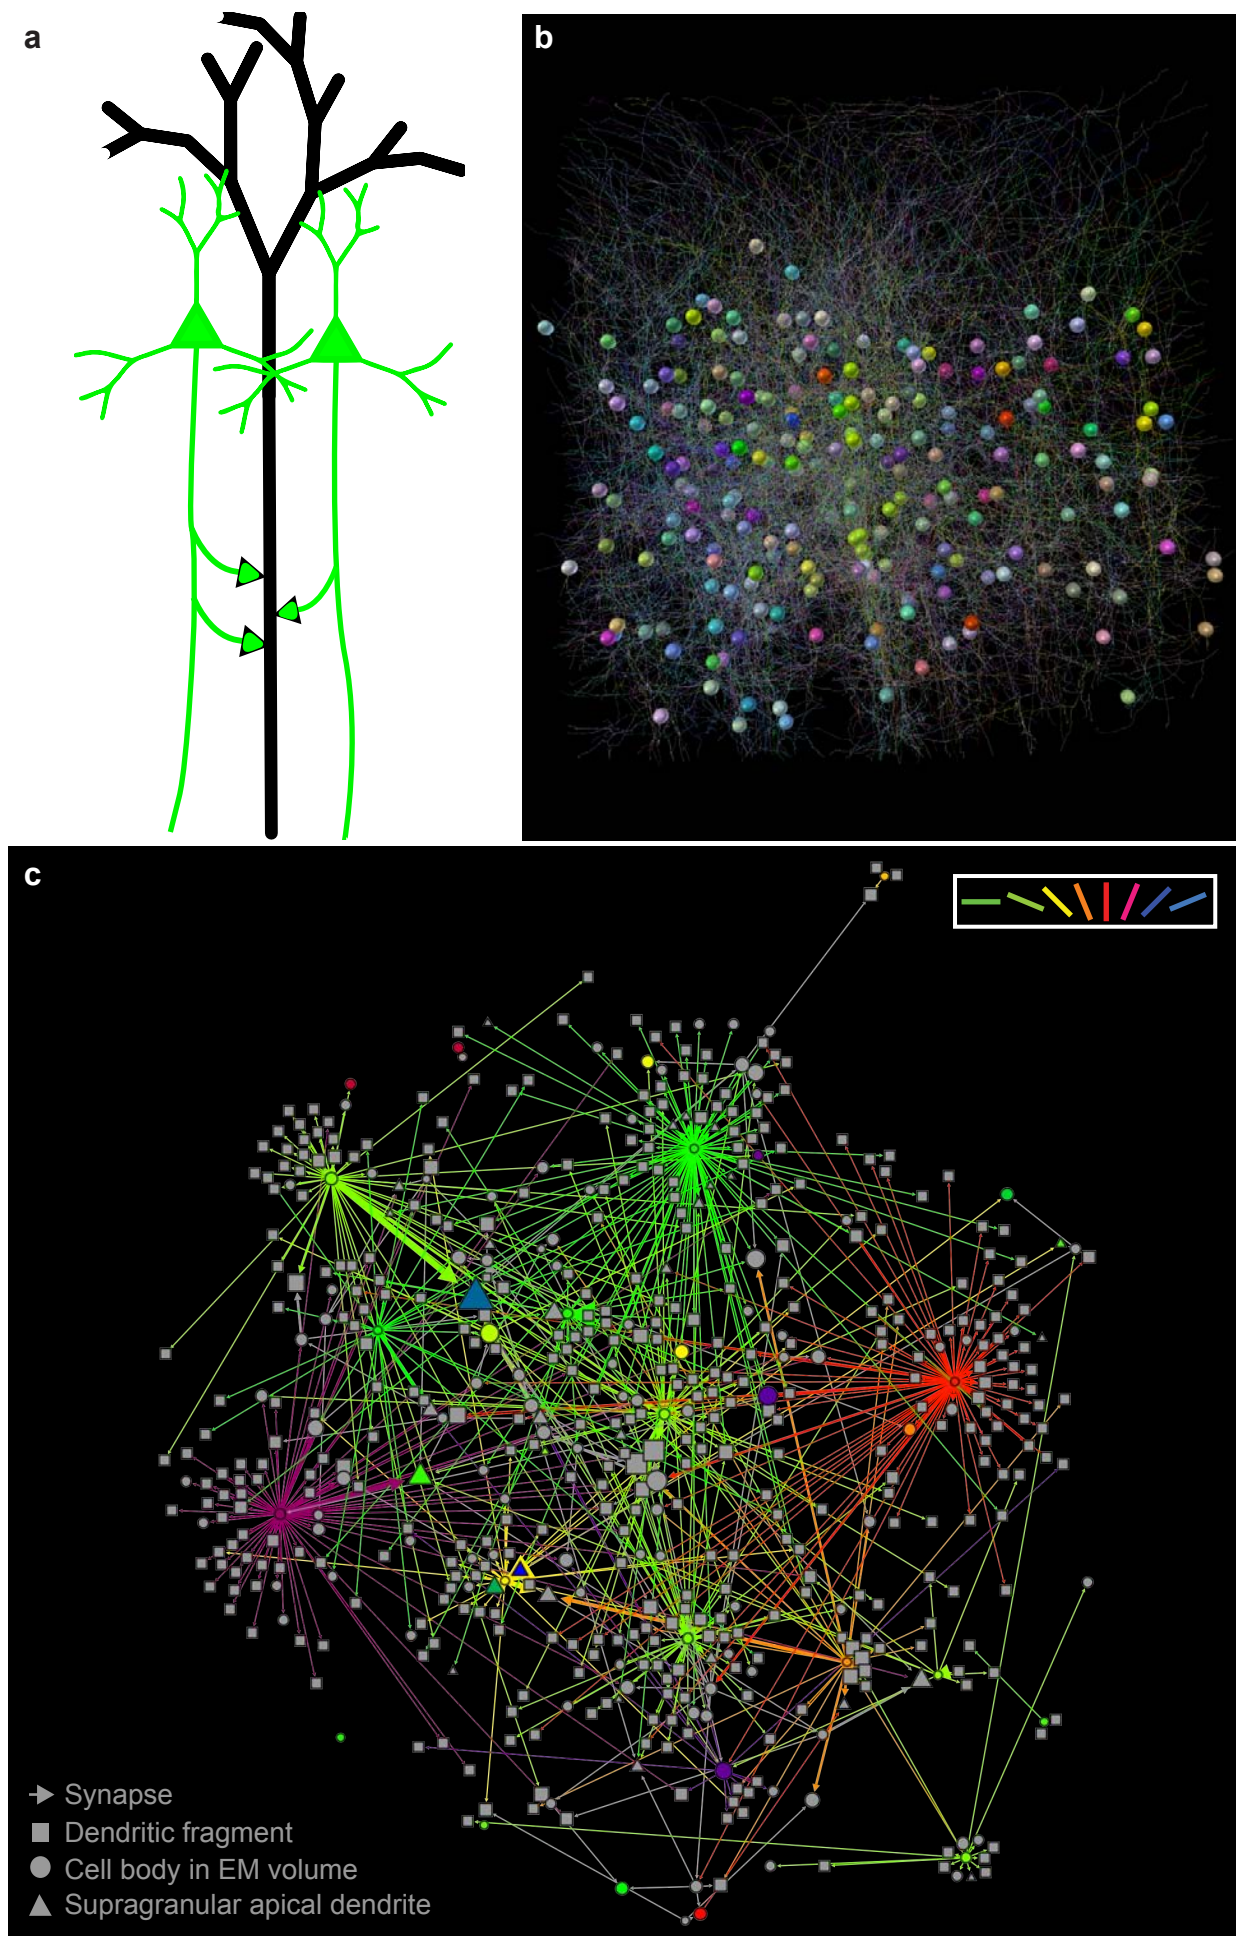 a
b
c
Synapse
Dendritic fragment
Cell body in EM volume
Supragranular apical dendrite